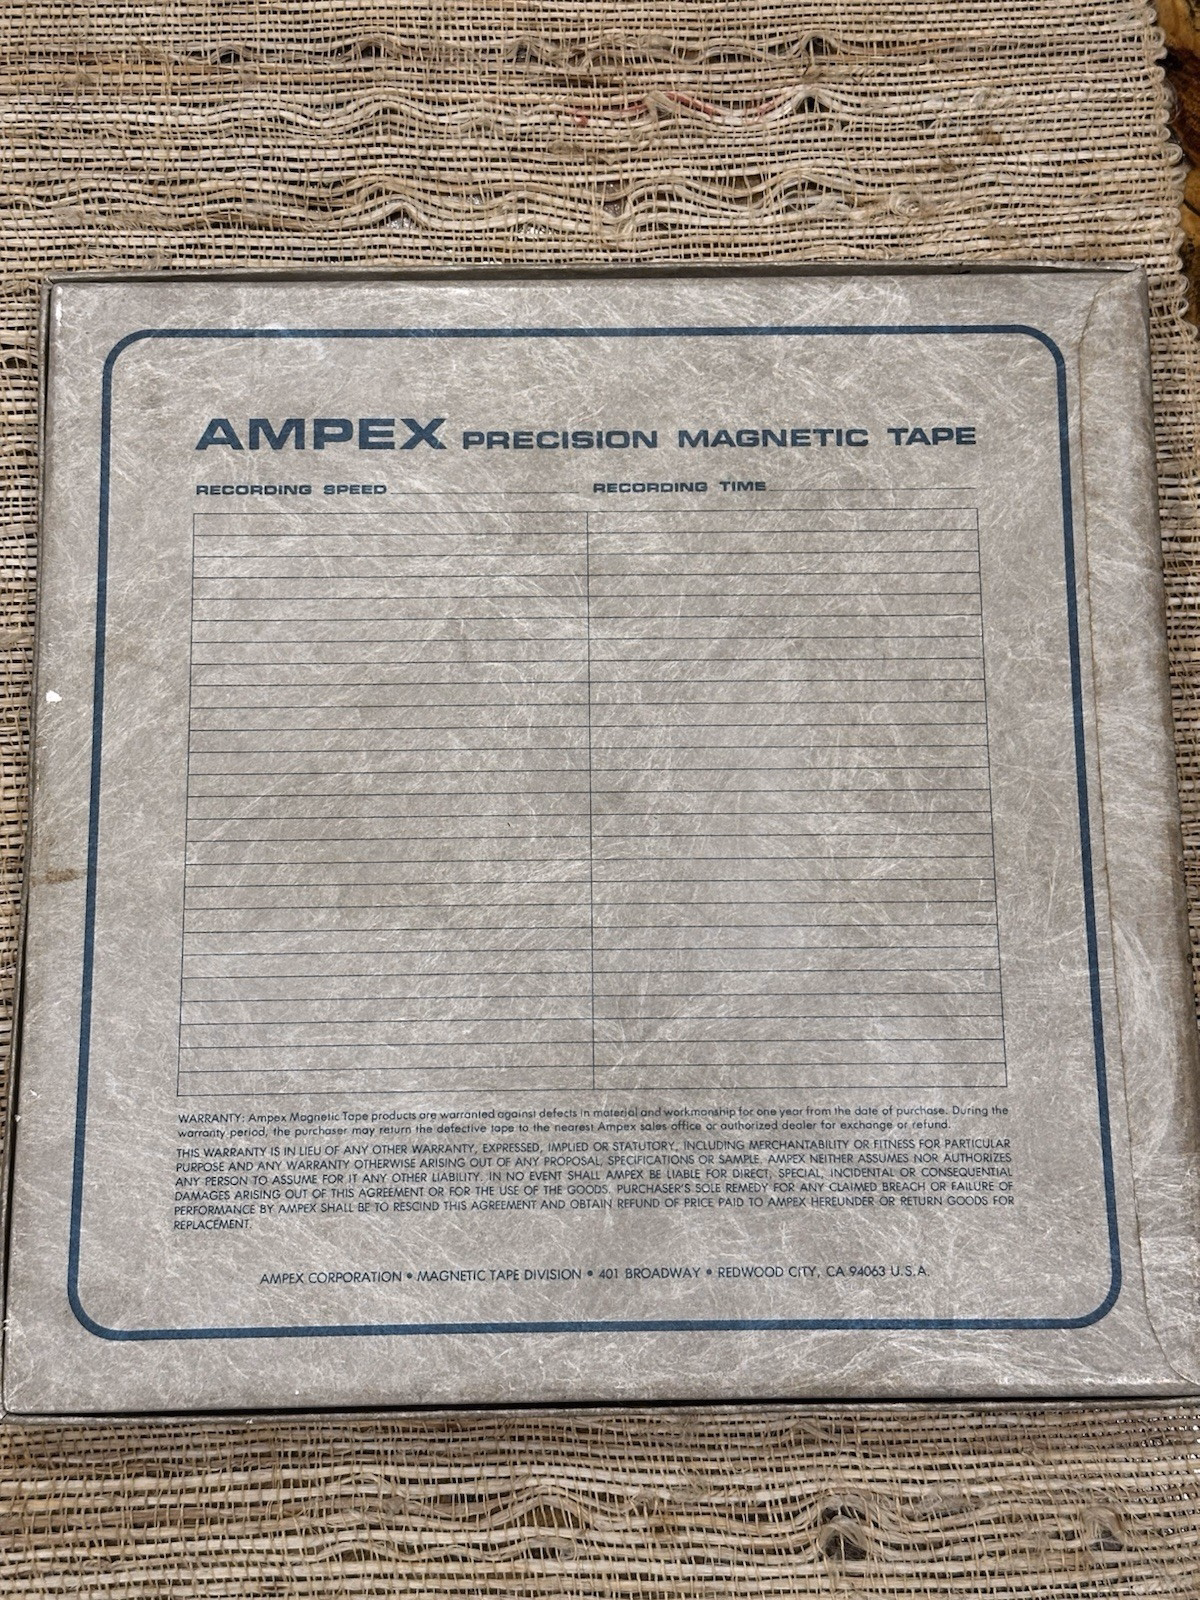 AMPEX PRECISION MAGNETIC TAPE
RECORDING SPEED RECORDING TIME
WARRANTY: Ampex Magnetic Tape products are warranted against defects in material and workmanship for one year from the date of purchase. During the
warranty period, the purchaser may return the defective tape to the nearest Ampex sales office or authorized dealer for exchange or refund.
THIS WARRANTY IS IN LIEU OF ANY OTHER WARRANTY, EXPRESSED, IMPLIED OR STATUTORY, INCLUDING MERCHANTABILITY OR FITNESS FOR PARTICULAR
PURPOSE AND ANY WARRANTY OTHERWISE ARISING OUT OF ANY PROPOSAL, SPECIFICATIONS OR SAMPLE. AMPEX NEITHER ASSUMES NOR AUTHORIZES
ANY PERSON TO ASSUME FOR IT ANY OTHER LIABILITY. IN NO EVENT SHALL AMPEX BE LIABLE FOR DIRECT, SPECIAL, INCIDENTAL OR CONSEQUENTIAL
DAMAGES ARISING OUT OF THIS AGREEMENT OR FOR THE USE OF THE GOODS. PURCHASER'S SOLE REMEDY FOR ANY CLAIMED BREACH OR FAILURE OF
PERFORMANCE BY AMPEX SHALL BE TO RESCIND THIS AGREEMENT AND OBTAIN REFUND OF PRICE PAID TO AMPEX HEREUNDER OR RETURN GOODS FOR
REPLACEMENT.
AMPEX CORPORATION • MAGNETIC TAPE DIVISION • 401 BROADWAY • REDWOOD CITY, CA 94063 U.S.A.